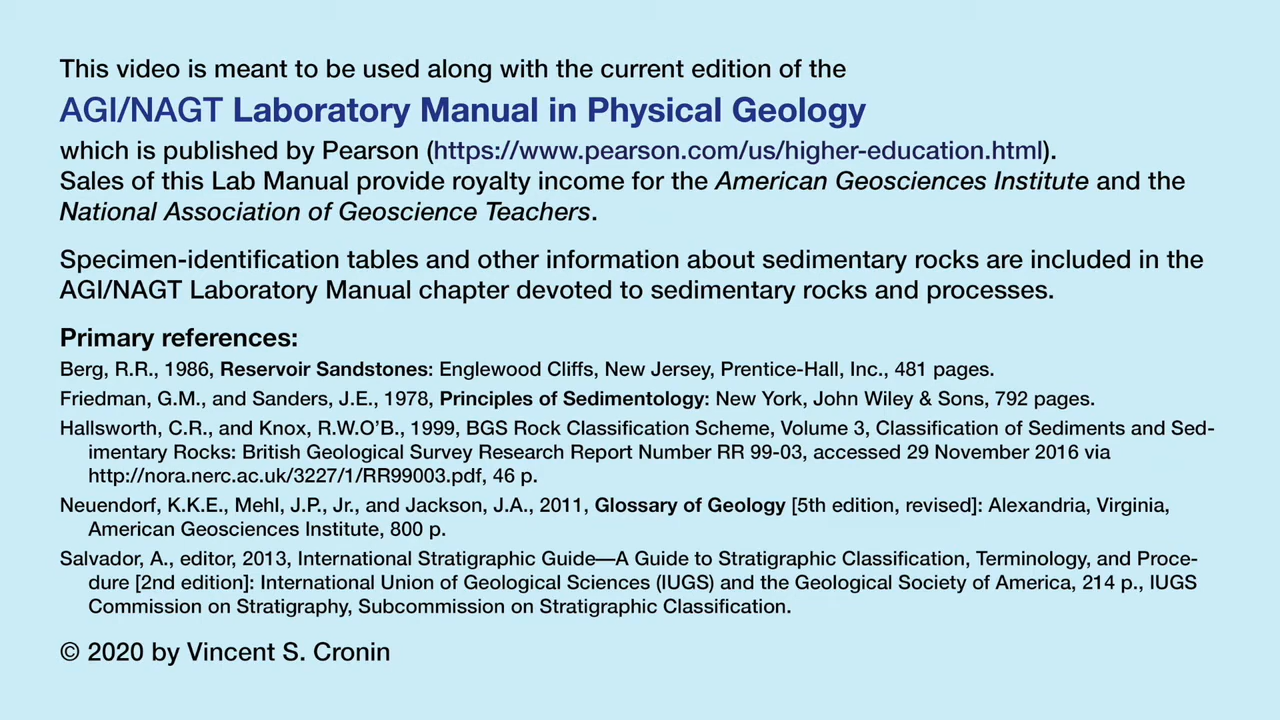 This video is meant to be used along with the current edition of the
AGI/NAGT Laboratory Manual in Physical Geology
which is published by Pearson (https://www.pearson.com/us/higher-education.html).
Sales of this Lab Manual provide royalty income for the American Geosciences Institute and the
National Association of Geoscience Teachers.
Specimen-identification tables and other information about sedimentary rocks are included in the
AGI/NAGT Laboratory Manual chapter devoted to sedimentary rocks and processes.
Primary references:
Berg, R.R., 1986, Reservoir Sandstones: Englewood Cliffs, New Jersey, Prentice-Hall, Inc., 481 pages.
Friedman, G.M., and Sanders, J.E., 1978, Principles of Sedimentology: New York, John Wiley & Sons, 792 pages.
Hallsworth, C.R., and Knox, R.W.O’B., 1999, BGS Rock Classification Scheme, Volume 3, Classification of Sediments and Sed-
imentary Rocks: British Geological Survey Research Report Number RR 99-03, accessed 29 November 2016 via
http://nora.nerc.ac.uk/3227/1/RR99003.pdf, 46 p.
Neuendorf, K.K.E., Mehl, J.P., Jr., and Jackson, J.A., 2011, Glossary of Geology [5th edition, revised]: Alexandria, Virginia,
American Geosciences Institute, 800 p.
Salvador, A., editor, 2013, International Stratigraphic Guide—A Guide to Stratigraphic Classification, Terminology, and Proce-
dure [2nd edition]: International Union of Geological Sciences (IUGS) and the Geological Society of America, 214 p., IUGS
Commission on Stratigraphy, Subcommission on Stratigraphic Classification.
© 2020 by Vincent S. Cronin